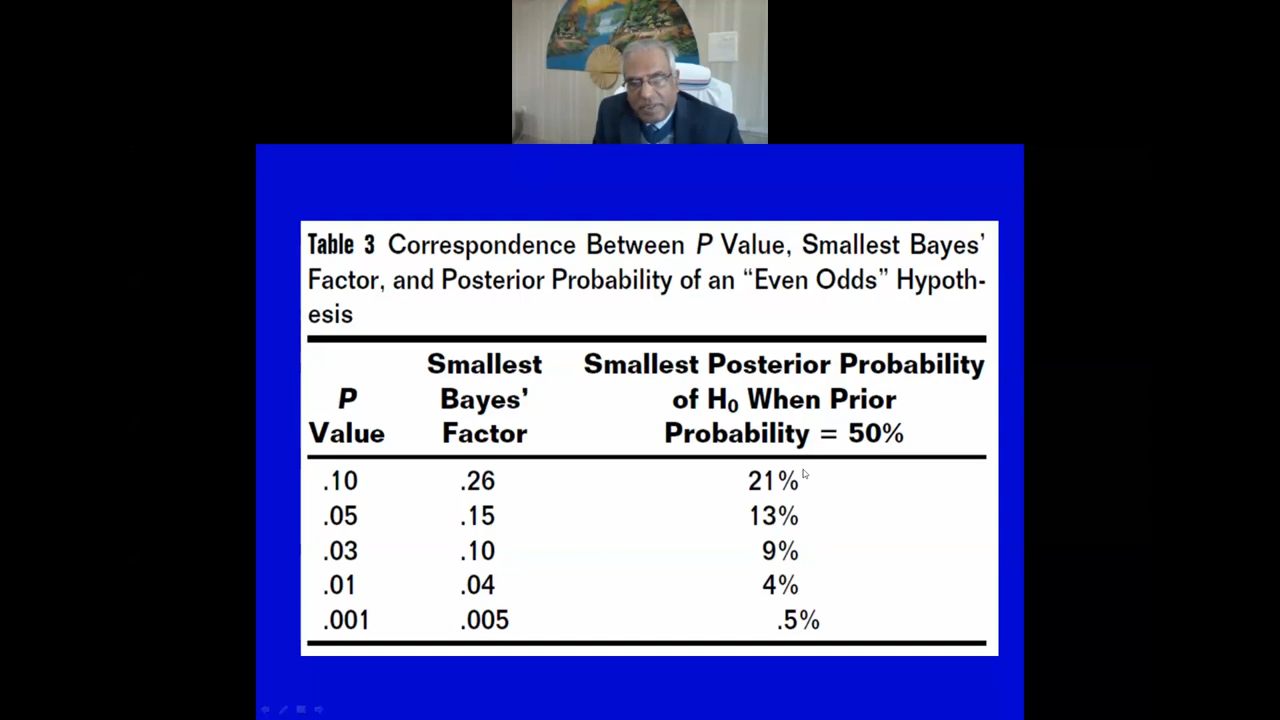 Table 3 Correspondence Between P Value, Smallest Bayes’
Factor, and Posterior Probability of an “Even Odds” Hypoth-
esis
P
Value
Smallest
Bayes’
Factor
Smallest Posterior Probability
of H₀ When Prior
Probability = 50%
.10 .26 21%
.05 .15 13%
.03 .10 9%
.01 .04 4%
.001 .005 .5%